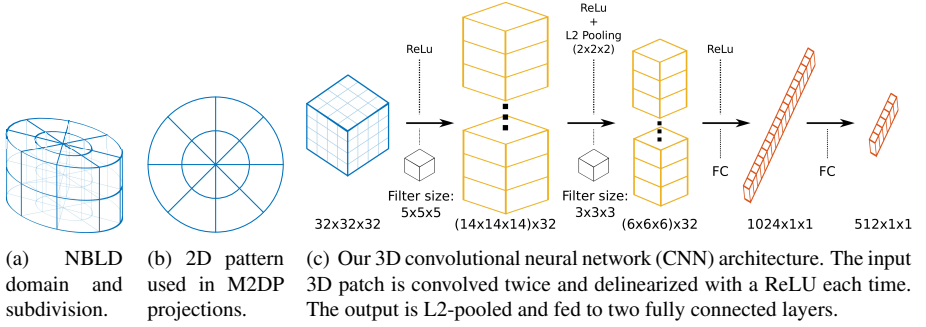 ReLu
ReLu
+
L2 Pooling
(2x2x2)
ReLu
Filter size:
5x5x5
Filter size:
3x3x3
FC
FC
32x32x32
(14x14x14)x32
(6x6x6)x32
1024x1x1
512x1x1
(a) NBLD
domain and
subdivision.
(b) 2D pattern
used in M2DP
projections.
(c) Our 3D convolutional neural network (CNN) architecture. The input
3D patch is convolved twice and delinearized with a ReLU each time.
The output is L2-pooled and fed to two fully connected layers.